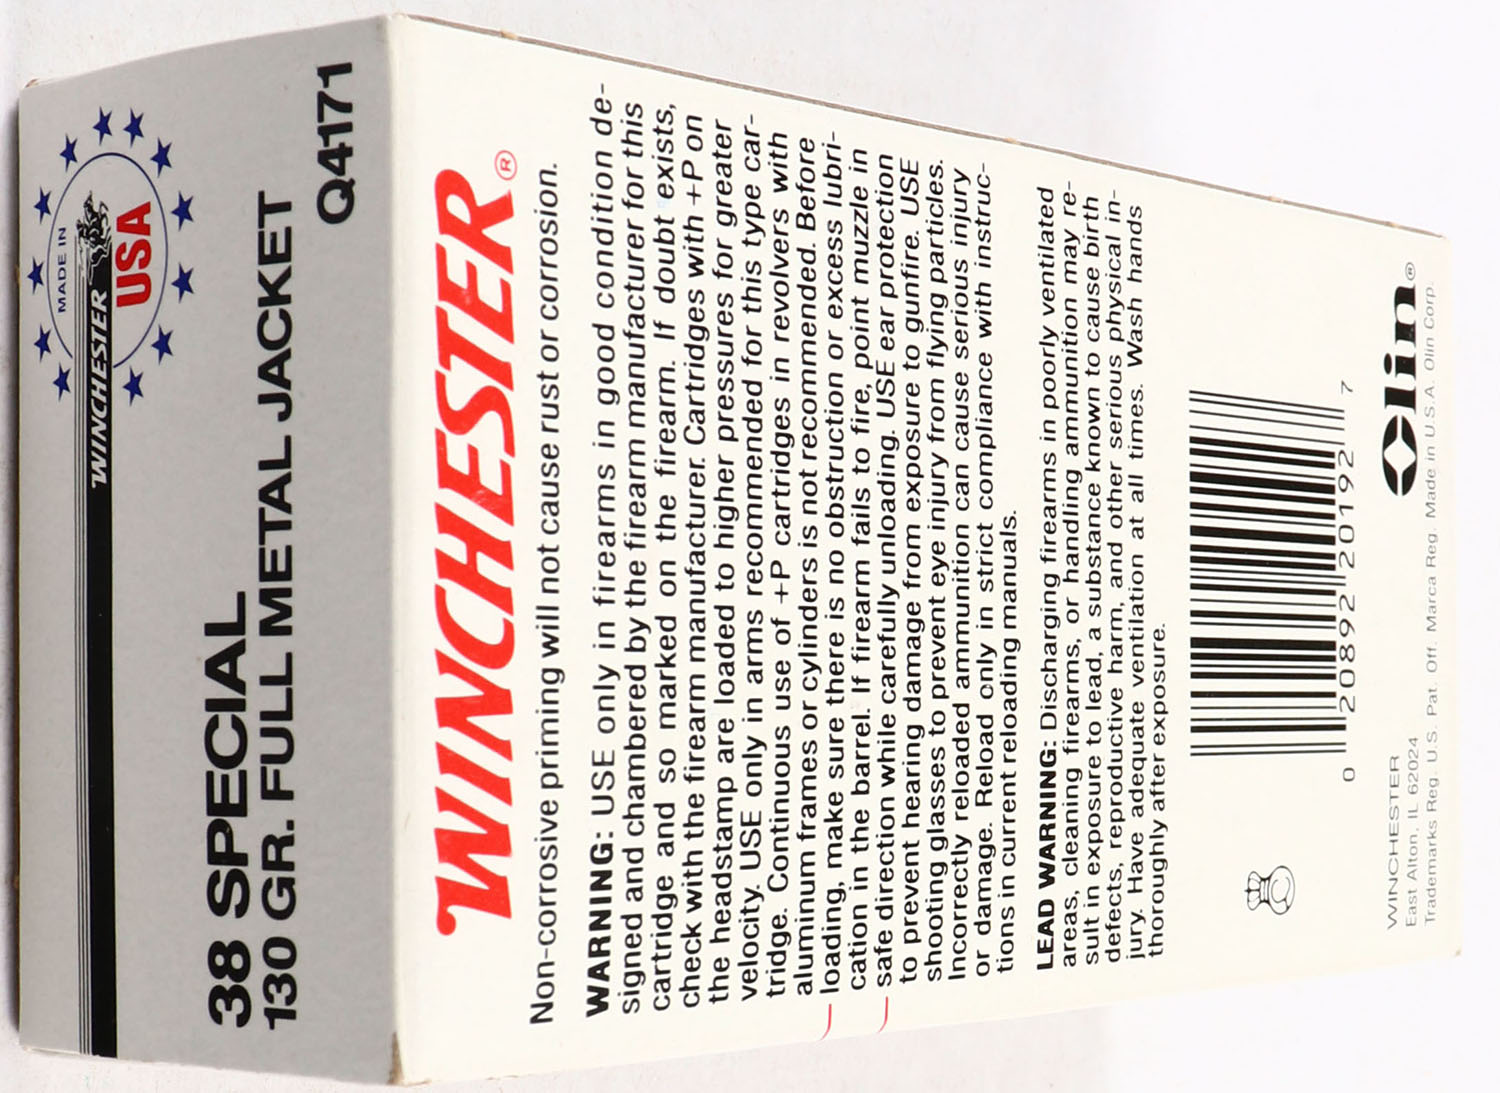 MADE IN
WINCHESTER
USA
38 SPECIAL
130 GR. FULL METAL JACKET
Q4171
WINCHESTER®
Non-corrosive priming will not cause rust or corrosion.
WARNING: USE only in firearms in good condition de-
signed and chambered by the firearm manufacturer for this
cartridge and so marked on the firearm. If doubt exists,
check with the firearm manufacturer. Cartridges with +P on
the headstamp are loaded to higher pressures for greater
velocity. USE only in arms recommended for this type car-
tridge. Continuous use of +P cartridges in revolvers with
aluminum frames or cylinders is not recommended. Before
loading, make sure there is no obstruction or excess lubri-
cation in the barrel. If firearm fails to fire, point muzzle in
safe direction while carefully unloading. USE ear protection
to prevent hearing damage from exposure to gunfire. USE
shooting glasses to prevent eye injury from flying particles.
Incorrectly reloaded ammunition can cause serious injury
or damage. Reload only in strict compliance with instruc-
tions in current reloading manuals.
LEAD WARNING: Discharging firearms in poorly ventilated
areas, cleaning firearms, or handling ammunition may re-
sult in exposure to lead, a substance known to cause birth
defects, reproductive harm, and other serious physical in-
jury. Have adequate ventilation at all times. Wash hands
thoroughly after exposure.
0 20892 20192 7
WINCHESTER
East Alton, IL 62024
Olin®
Trademarks Reg. U.S. Pat. Off. Marca Reg. Made in U.S.A. Olin Corp.